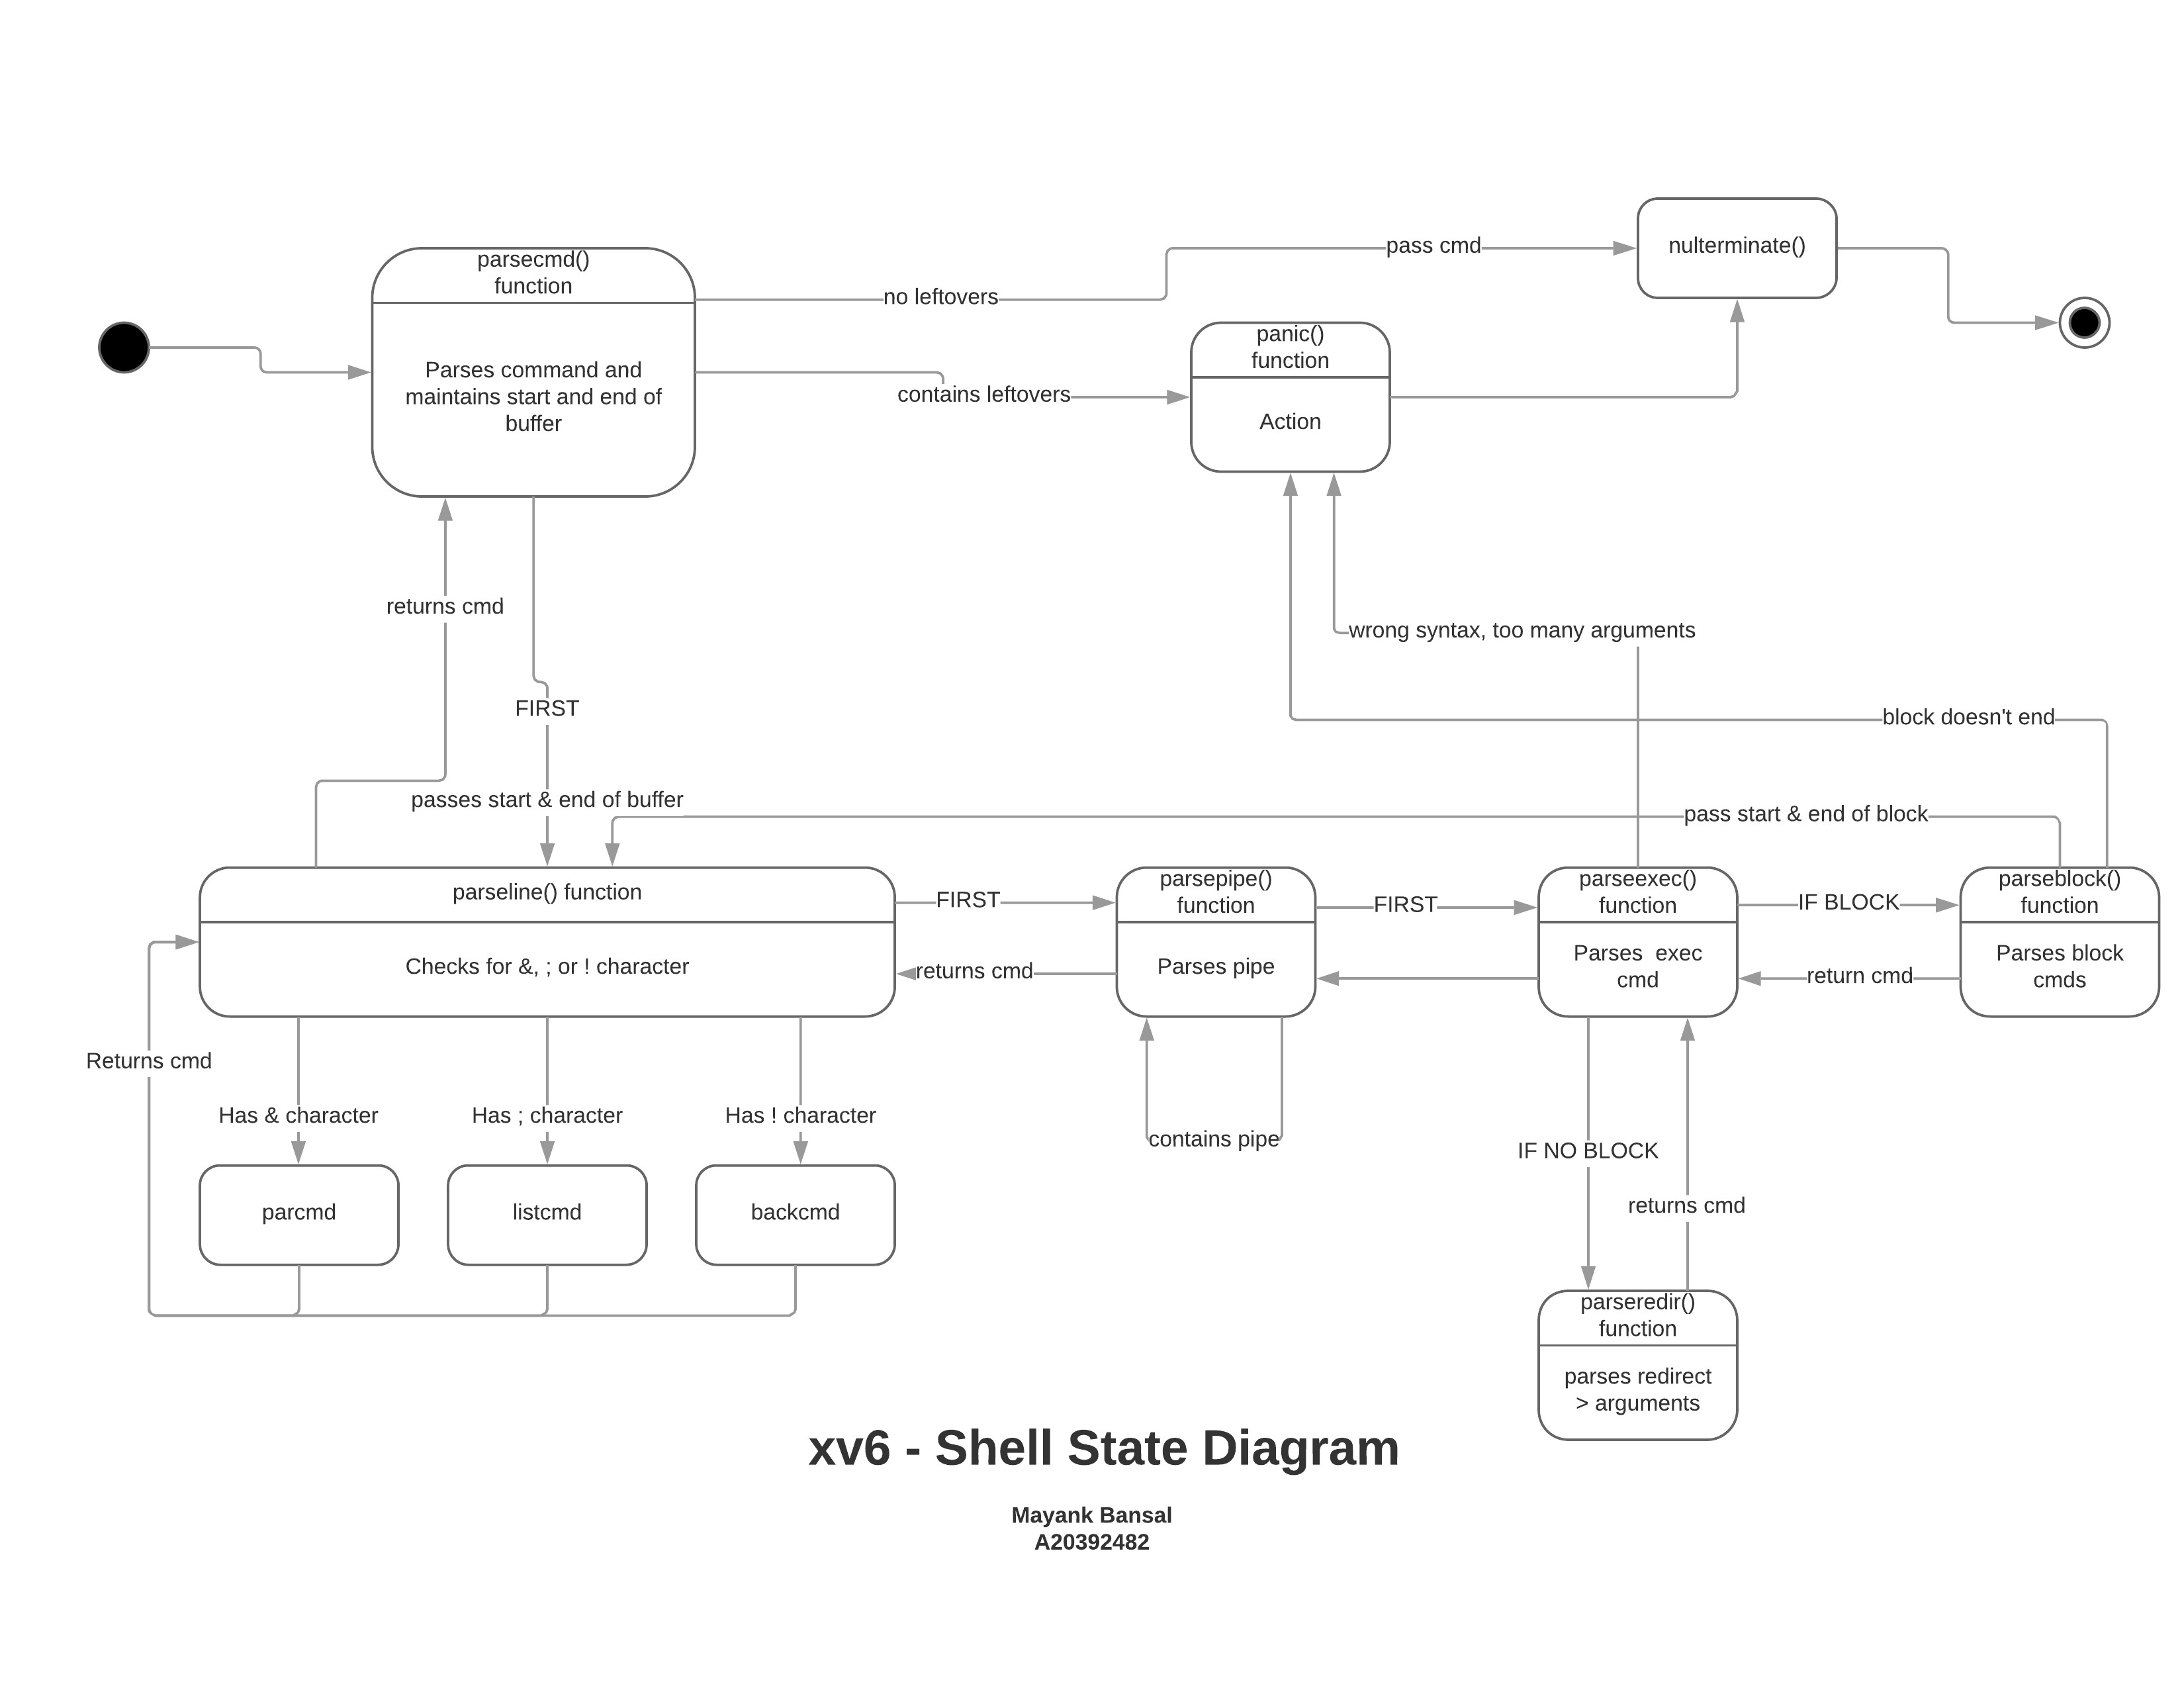 parsecmd()
function
Parses command and
maintains start and end of
buffer
no leftovers
pass cmd
nulterminate()
contains leftovers
panic()
function
Action
returns cmd
FIRST
passes start & end of buffer
wrong syntax, too many arguments
block doesn't end
pass start & end of block
parseline() function
Checks for &, ; or ! character
FIRST
returns cmd
parsepipe()
function
Parses pipe
contains pipe
FIRST
parseexec()
function
Parses  exec
cmd
IF BLOCK
return cmd
parseblock()
function
Parses block
cmds
Returns cmd
Has & character
Has ; character
Has ! character
parcmd
listcmd
backcmd
IF NO BLOCK
returns cmd
parseredir()
function
parses redirect
> arguments
xv6 - Shell State Diagram
Mayank Bansal
A20392482